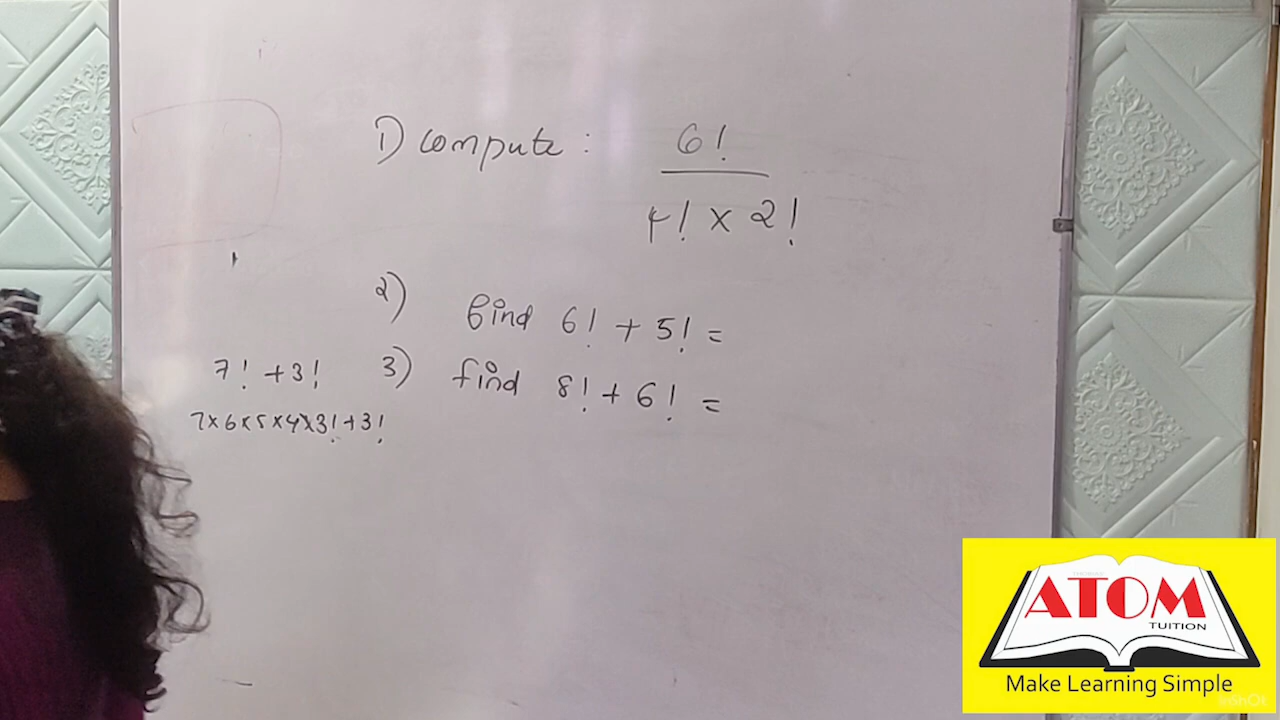 1) compute : 6!
4! x 2!
2) find 6! + 5! =
3) find 8! + 6! =
7! + 3!
7x6x5x4x3! + 3!
ATOM
TUITION
Make Learning Simple